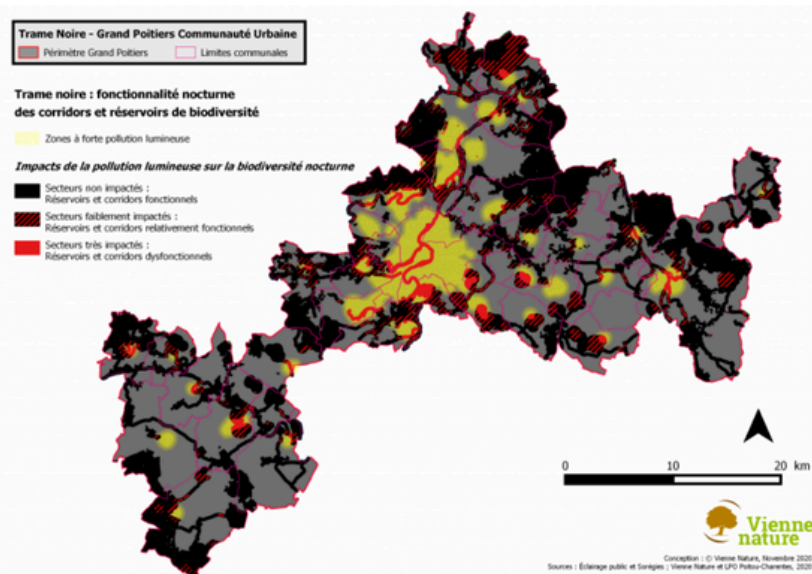 Trame Noire - Grand Poitiers Communauté Urbaine
Périmètre Grand Poitiers
Limites communales
Trame noire : fonctionnalité nocturne
des corridors et réservoirs de biodiversité
Zones à forte pollution lumineuse
Impacts de la pollution lumineuse sur la biodiversité nocturne
Secteurs non impactés :
Réservoirs et corridors fonctionnels
Secteurs faiblement impactés :
Réservoirs et corridors relativement fonctionnels
Secteurs très impactés :
Réservoirs et corridors dysfonctionnels
0 10 20 km
Vienne
nature
Conception : © Vienne Nature, Novembre 2020
Sources : Éclairage public et Sorégies ; Vienne Nature et LPO Poitou-Charentes, 2020